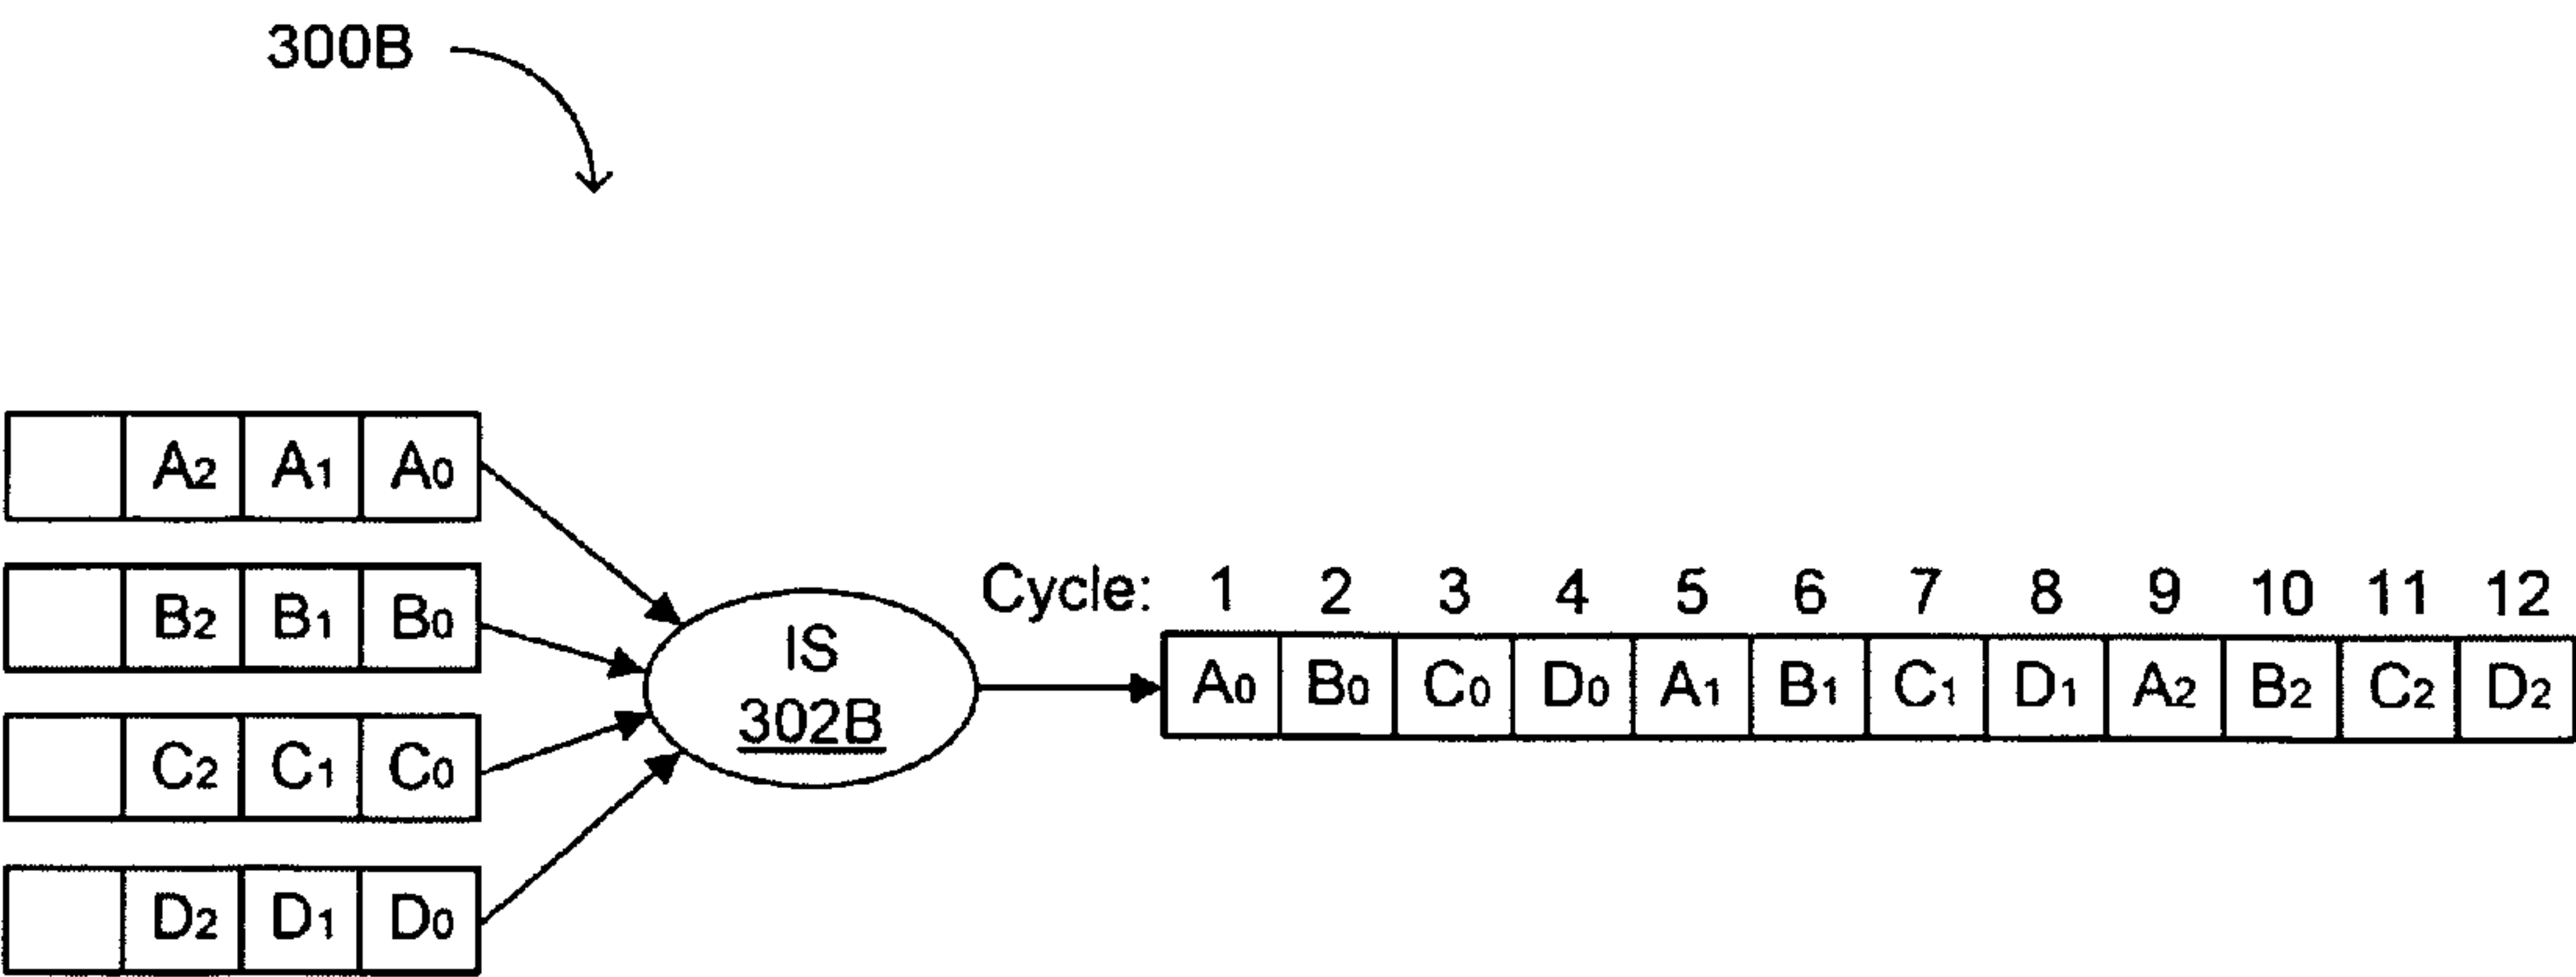 300B
A2 A1 A0
B2 B1 B0
C2 C1 C0
D2 D1 D0
IS
302B
Cycle: 1 2 3 4 5 6 7 8 9 10 11 12
A0 B0 C0 D0 A1 B1 C1 D1 A2 B2 C2 D2